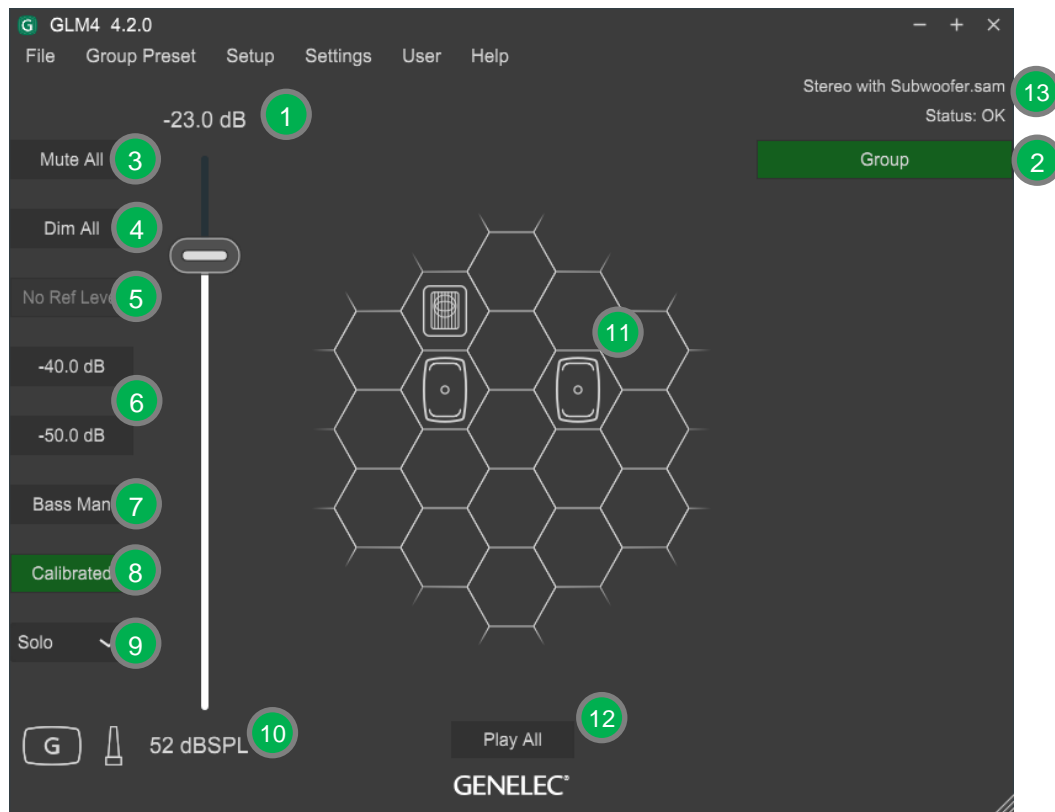 GLM4 4.2.0
File Group Preset Setup Settings User Help
Stereo with Subwoofer.sam 13
-23.0 dB 1
Status: OK
Mute All 3
Group 2
Dim All 4
No Ref Leve 5
11
-40.0 dB
6
-50.0 dB
Bass Man 7
Calibrated 8
Solo 9
12
G 52 dBSPL 10
Play All
GENELEC®